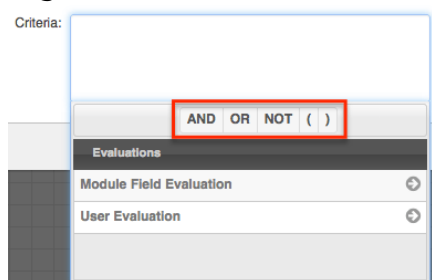 Criteria:
AND OR NOT ( )
Evaluations
Module Field Evaluation
User Evaluation